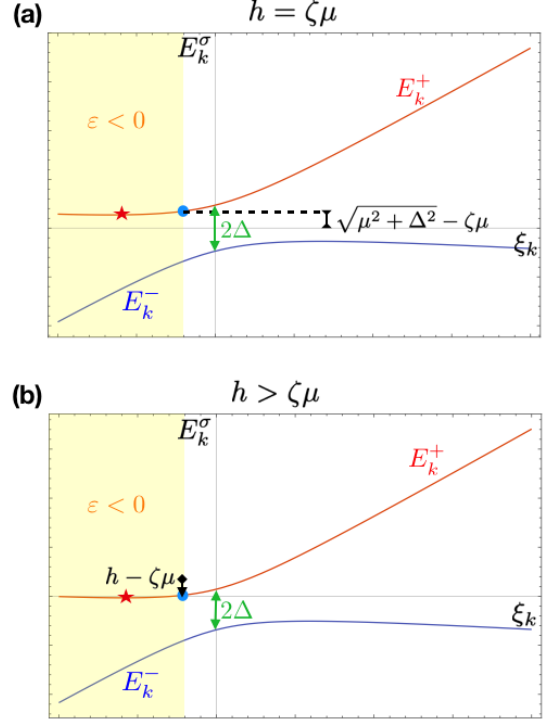 (a)
h = ζμ
E_k^σ
ε < 0
E_k^+
2Δ
√(μ² + Δ²) − ζμ
ξ_k
E_k^-
(b)
h > ζμ
E_k^σ
ε < 0
E_k^+
h − ζμ
2Δ
ξ_k
E_k^-